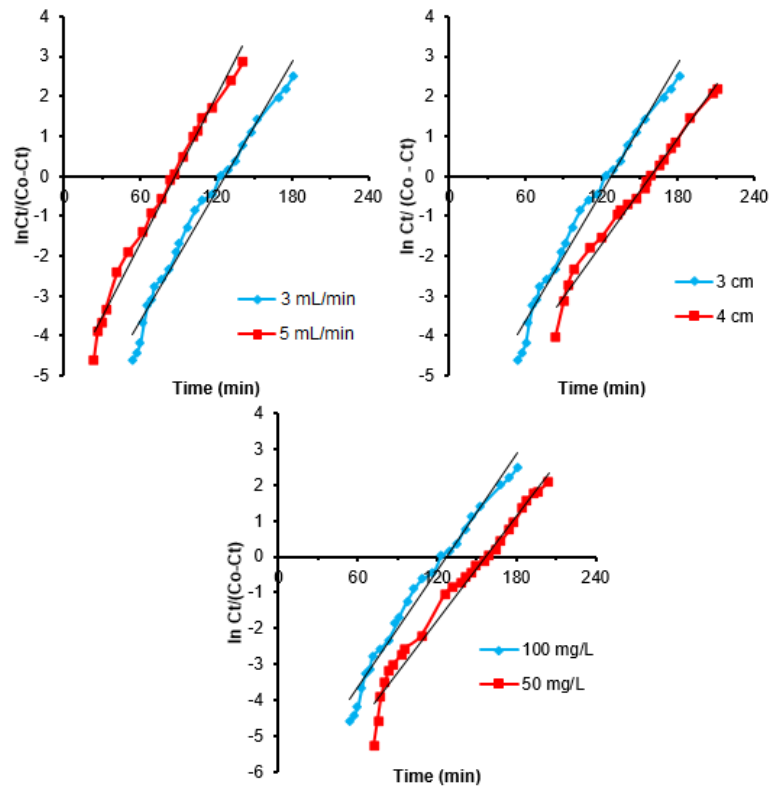 4
3
2
1
0
-1
-2
-3
-4
-5
0 60 120 180 240
lnCt/(Co-Ct)
Time (min)
3 mL/min
5 mL/min
4
3
2
1
0
-1
-2
-3
-4
-5
0 60 120 180 240
ln Ct/ (Co - Ct)
Time (min)
3 cm
4 cm
4
3
2
1
0
-1
-2
-3
-4
-5
-6
0 60 120 180 240
ln Ct/(Co-Ct)
Time (min)
100 mg/L
50 mg/L